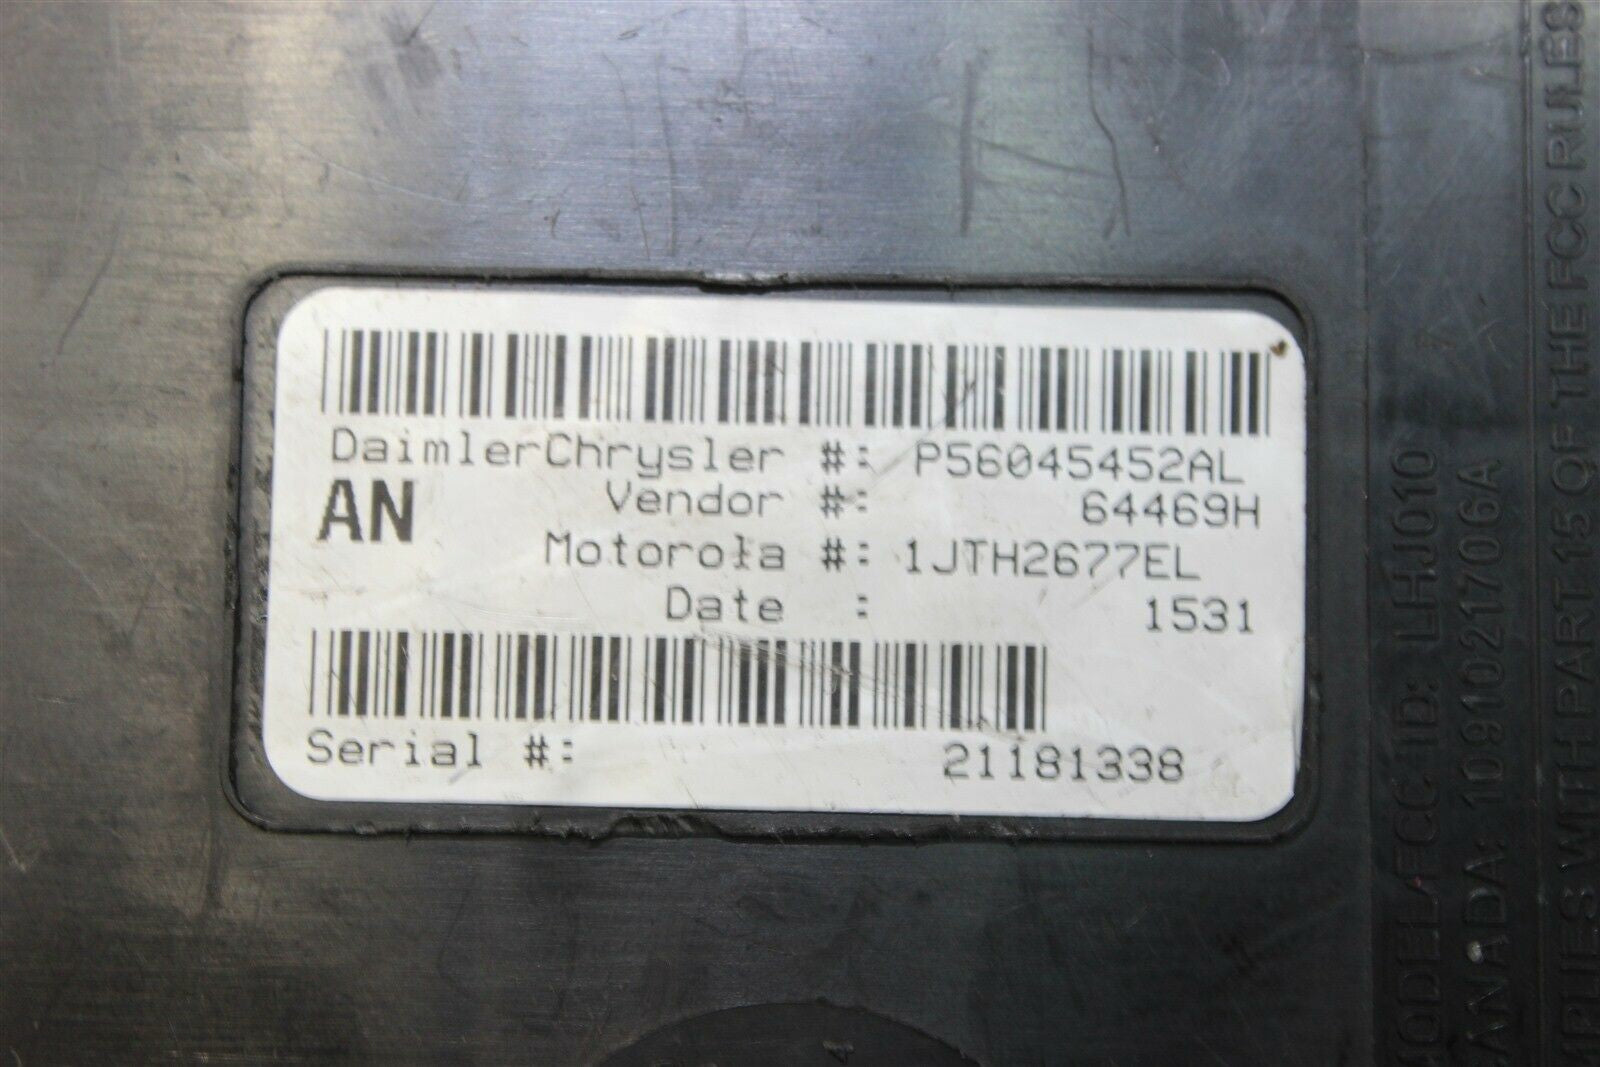 DaimlerChrysler #: P56045452AL
AN
Vendor #: 64469H
Motorola #: 1JTH2677EL
Date : 1531
Serial #: 21181338
MODEL/FCC ID: LHJ010
CANADA: 1091021706A
IMPLIES WITH PART 15 OF THE FCC RULES